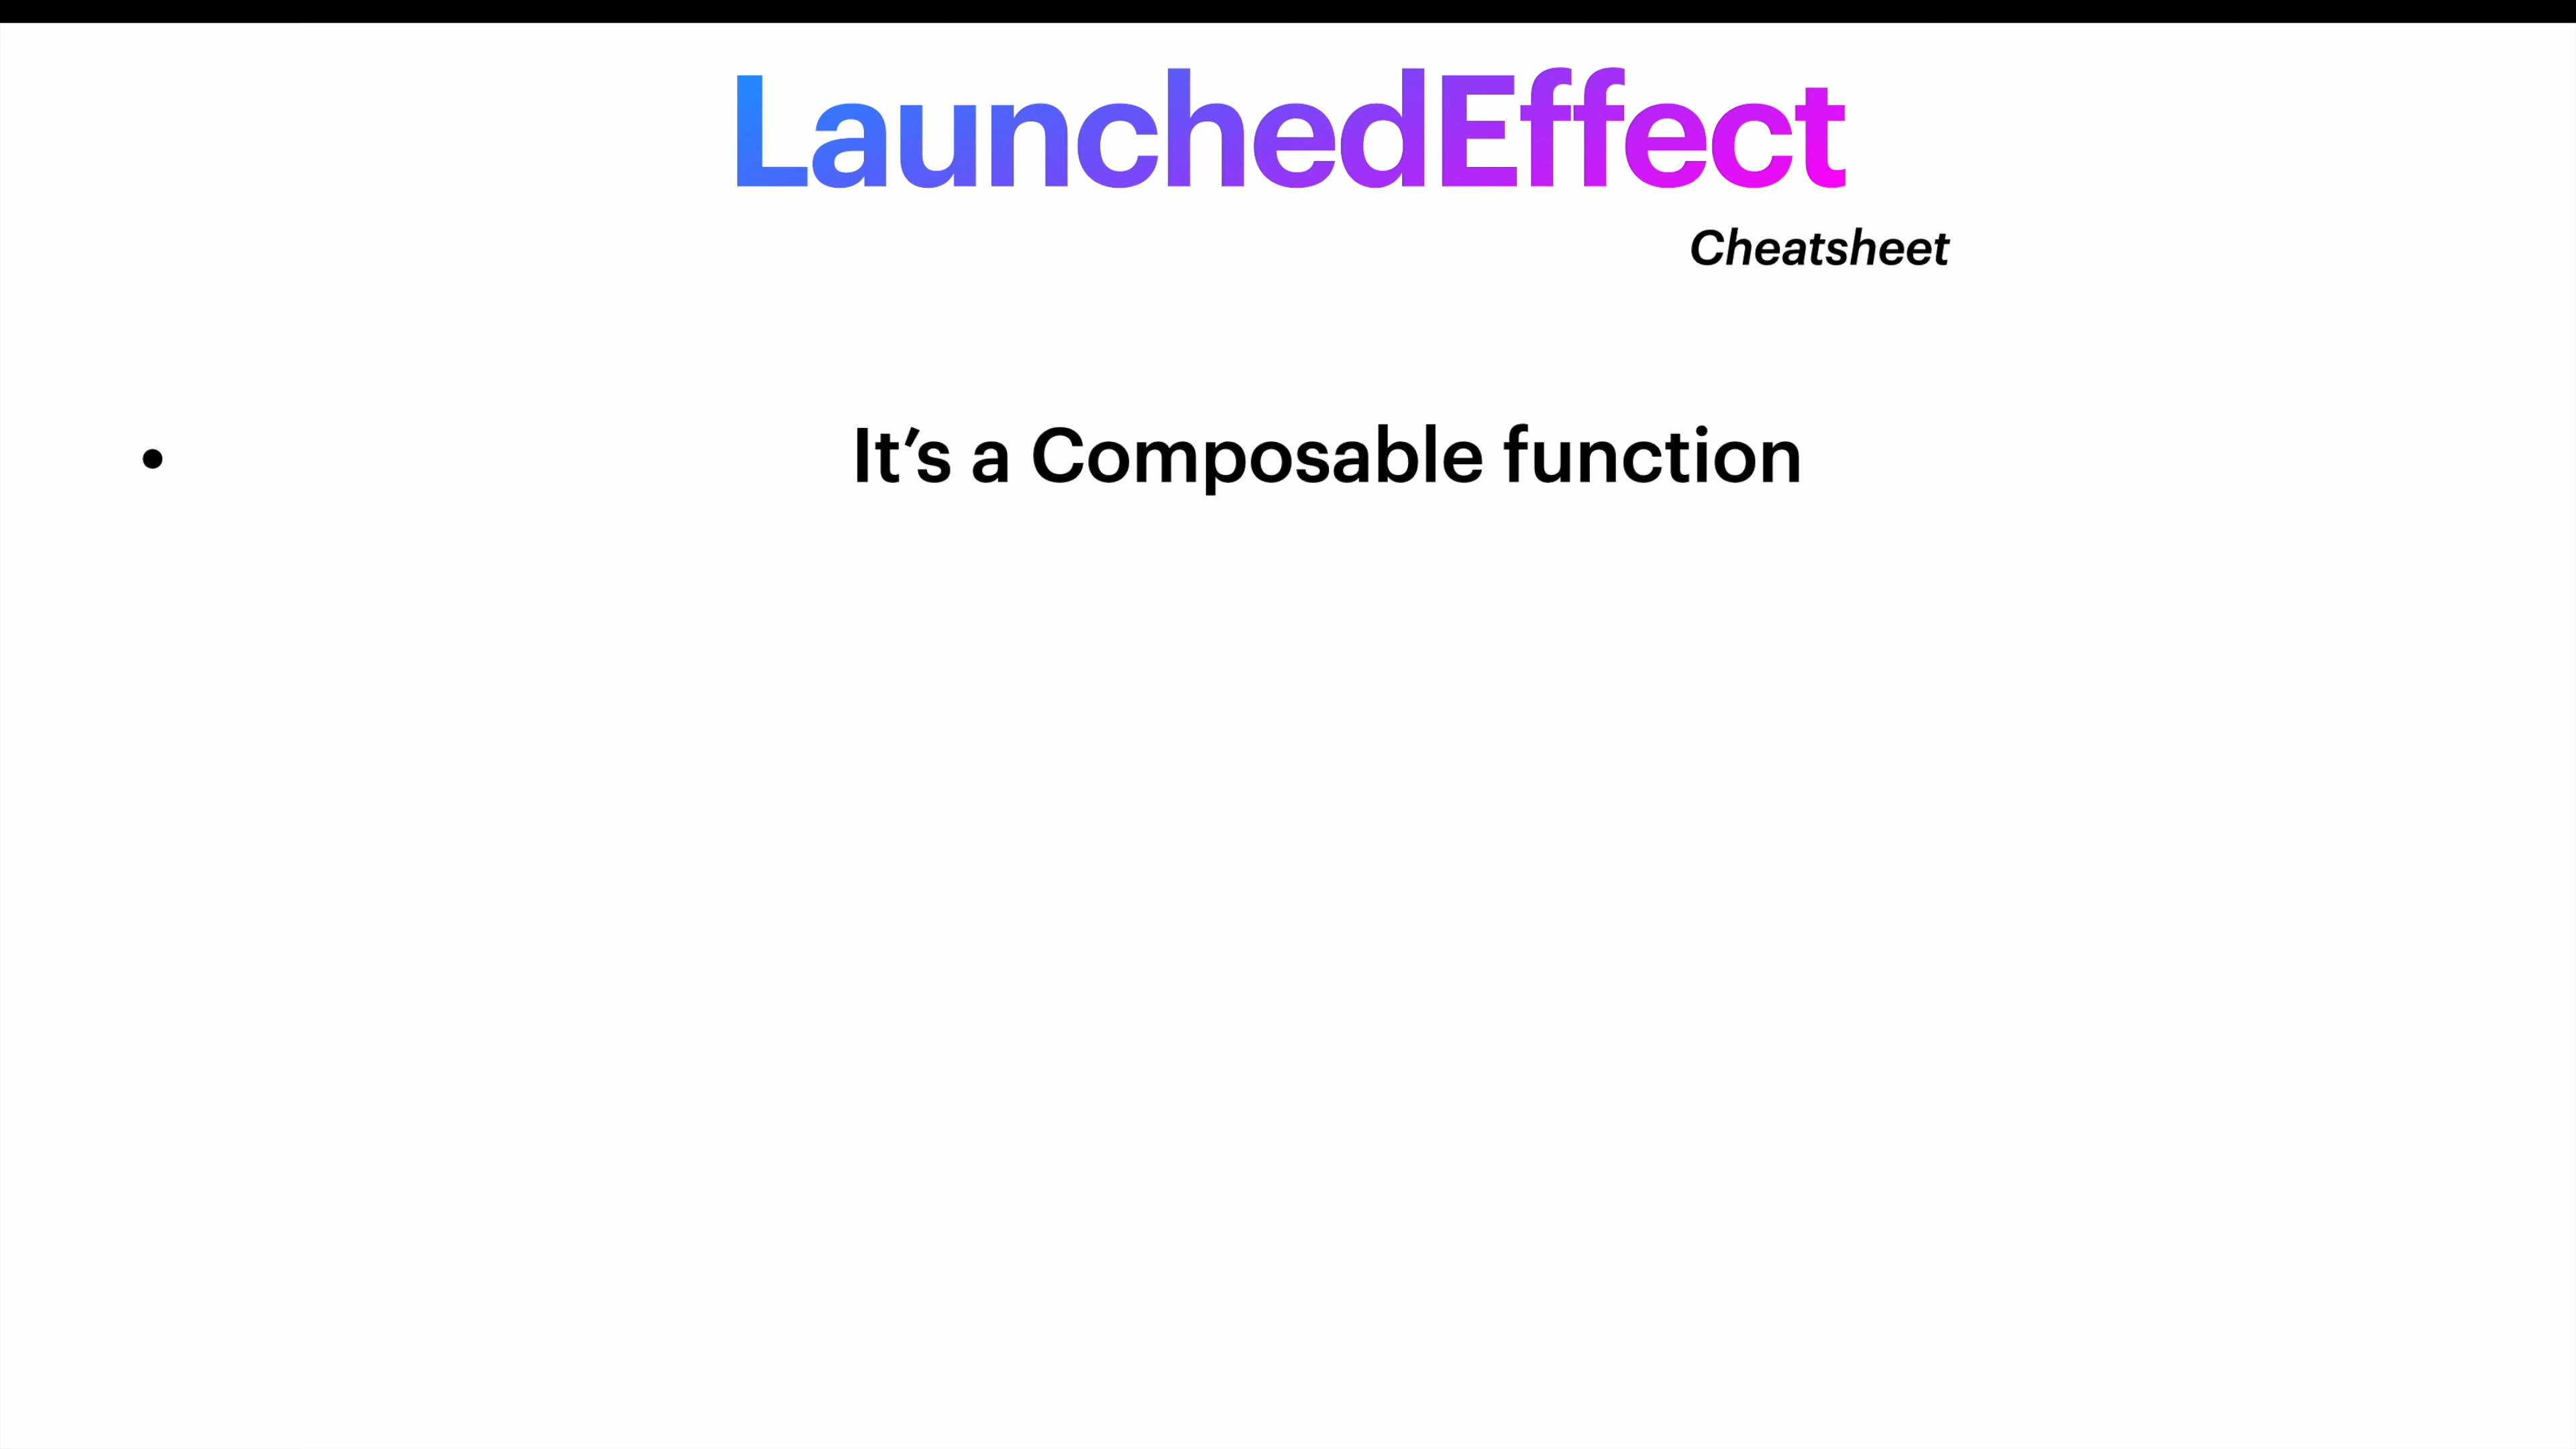 LaunchedEffect
Cheatsheet
• It’s a Composable function